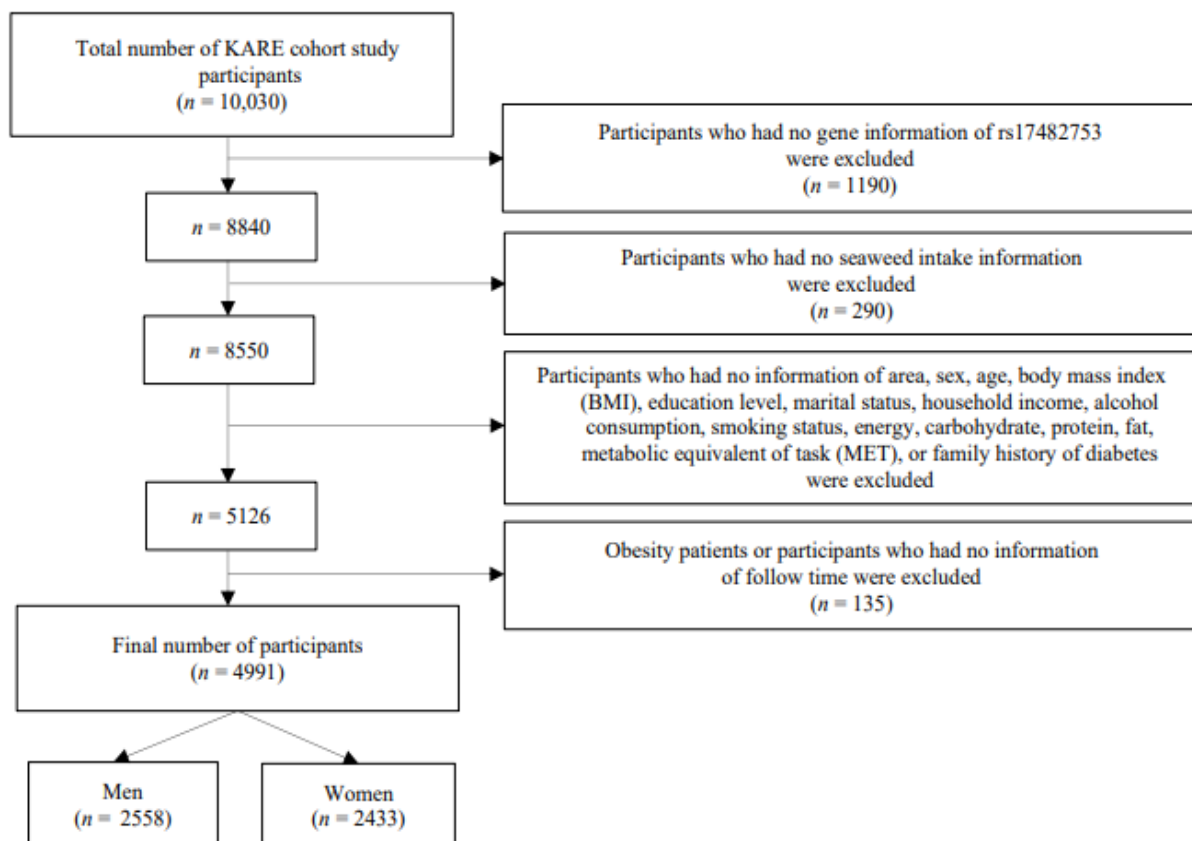 Total number of KARE cohort study
participants
(n = 10,030)
Participants who had no gene information of rs17482753
were excluded
(n = 1190)
n = 8840
Participants who had no seaweed intake information
were excluded
(n = 290)
n = 8550
Participants who had no information of area, sex, age, body mass index
(BMI), education level, marital status, household income, alcohol
consumption, smoking status, energy, carbohydrate, protein, fat,
metabolic equivalent of task (MET), or family history of diabetes
were excluded
n = 5126
Obesity patients or participants who had no information
of follow time were excluded
(n = 135)
Final number of participants
(n = 4991)
Men
(n = 2558)
Women
(n = 2433)